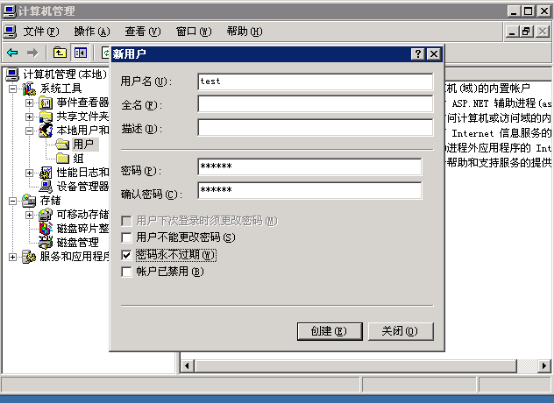 计算机管理
文件(F) 操作(A) 查看(V) 窗口(W) 帮助(H)
新用户
计算机管理(本地)
系统工具
事件查看器
共享文件夹
本地用户和
用户
组
性能日志和
设备管理器
存储
可移动存储
磁盘碎片整
磁盘管理
服务和应用程序
用户名(U): test
全名(F):
描述(D):
密码(P): ******
确认密码(C): ******
用户下次登录时须更改密码(M)
用户不能更改密码(S)
密码永不过期(W)
帐户已禁用(B)
创建(E) 关闭(O)
机(域)的内置帐户
ASP.NET 辅助进程(as
问计算机或访问域的内
Internet 信息服务的
进程外应用程序的 Int
帮助和支持服务的提供